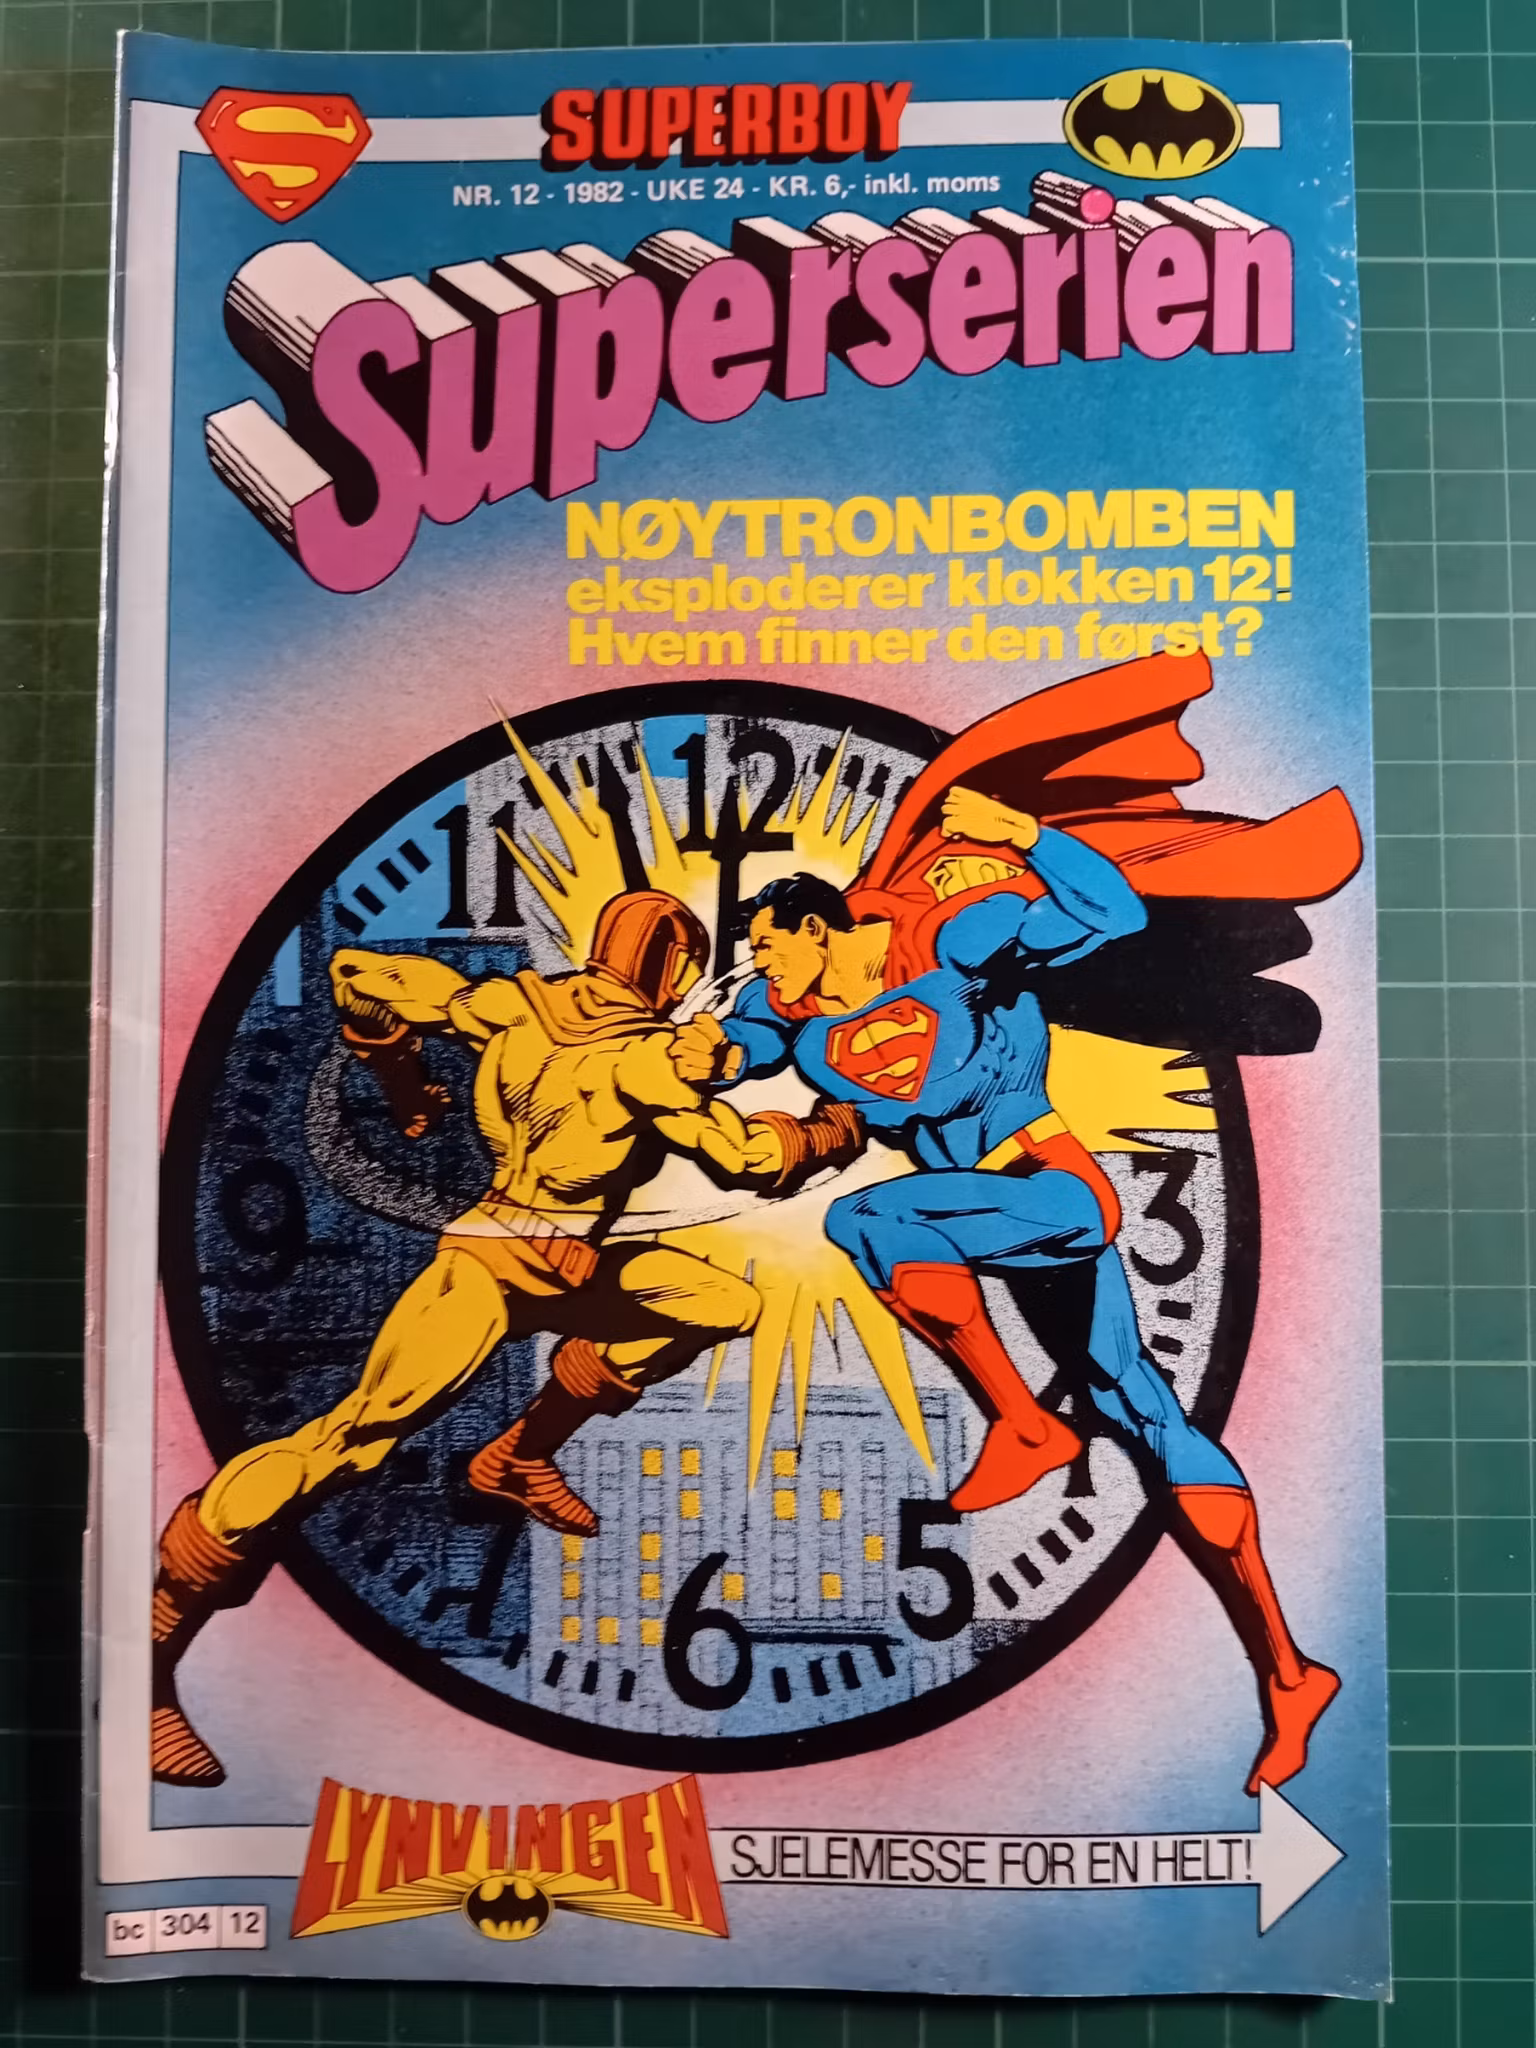 SUPERBOY
NR. 12 - 1982 - UKE 24 - KR. 6,- inkl. moms
Superserien
NØYTRONBOMBEN
eksploderer klokken 12!
Hvem finner den først?
12
11
9
3
5
6
LYNVINGEN
SJELEMESSE FOR EN HELT!
bc 304 12